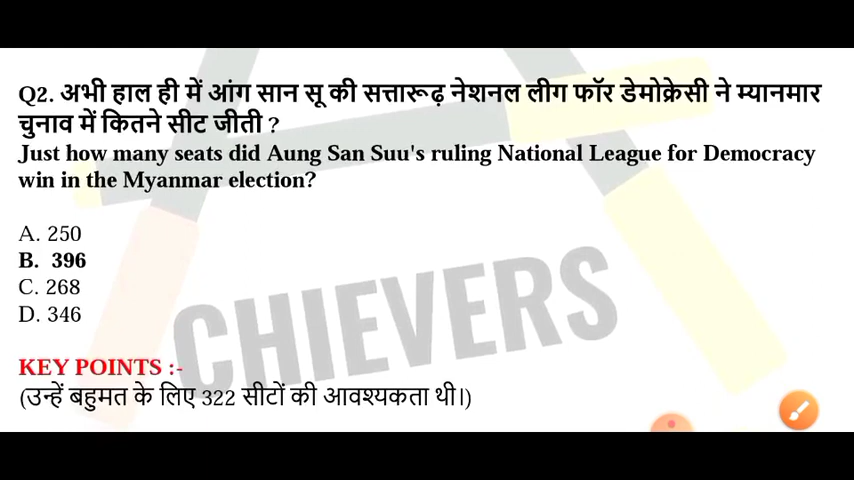 Q2. अभी हाल ही में आंग सान सू की सत्तारूढ़ नेशनल लीग फॉर डेमोक्रेसी ने म्यानमार
चुनाव में कितने सीट जीती ?
Just how many seats did Aung San Suu's ruling National League for Democracy
win in the Myanmar election?
A. 250
B. 396
C. 268
D. 346
CHIEVERS
KEY POINTS :-
(उन्हें बहुमत के लिए 322 सीटों की आवश्यकता थी।)